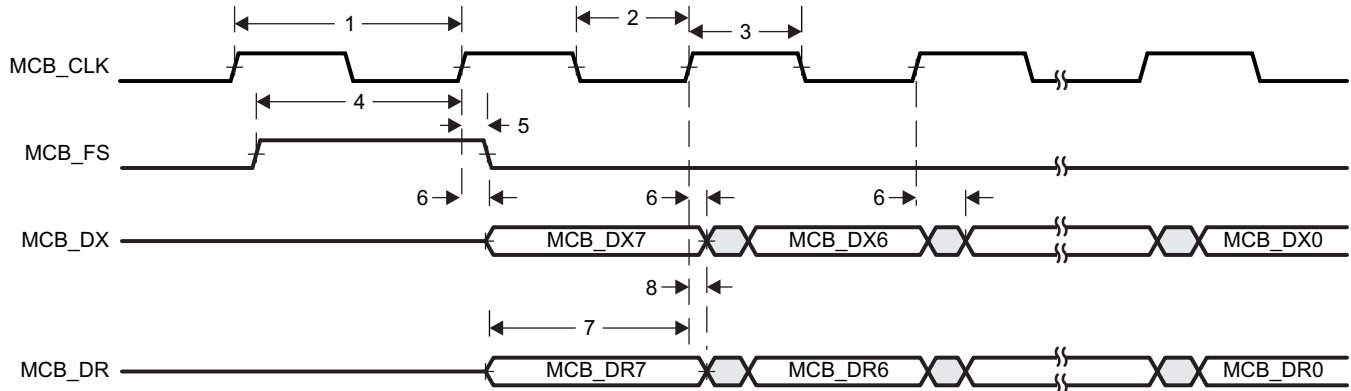 1 2 3
MCB_CLK
4
5
MCB_FS
6 6 6
MCB_DX MCB_DX7 MCB_DX6 MCB_DX0
8
7
MCB_DR MCB_DR7 MCB_DR6 MCB_DR0